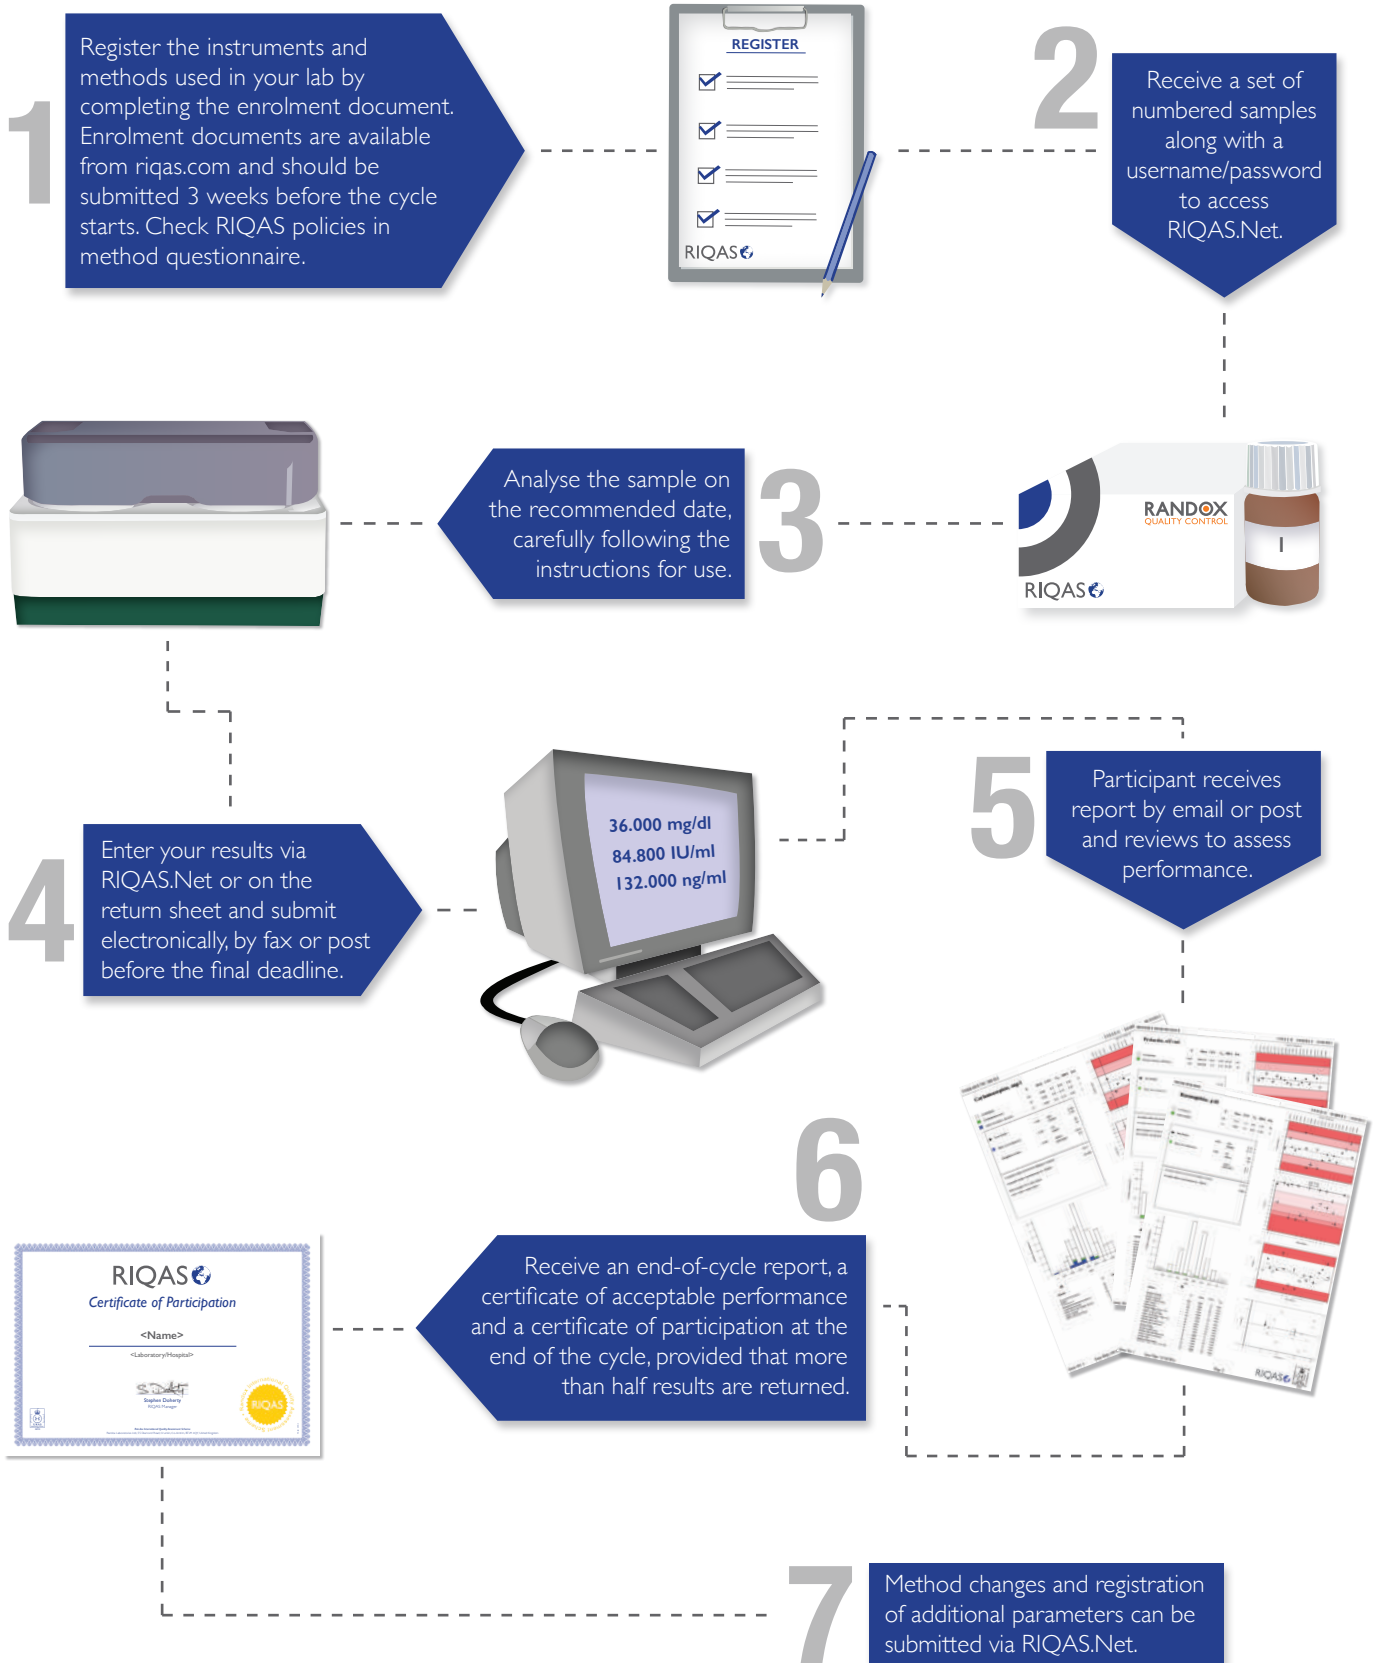 1
Register the instruments and
methods used in your lab by
completing the enrolment document.
Enrolment documents are available
from riqas.com and should be
submitted 3 weeks before the cycle
starts. Check RIQAS policies in
method questionnaire.
REGISTER
RIQAS
2
Receive a set of
numbered samples
along with a
username/password
to access
RIQAS.Net.
3
Analyse the sample on
the recommended date,
carefully following the
instructions for use.
RANDOX
QUALITY CONTROL
RIQAS
I
4
Enter your results via
RIQAS.Net or on the
return sheet and submit
electronically, by fax or post
before the final deadline.
36.000 mg/dl
84.800 IU/ml
132.000 ng/ml
5
Participant receives
report by email or post
and reviews to assess
performance.
RIQAS
6
Receive an end-of-cycle report, a
certificate of acceptable performance
and a certificate of participation at the
end of the cycle, provided that more
than half results are returned.
RIQAS
Certificate of Participation
<Name>
<Laboratory/Hospital>
Stephen Doherty
RIQAS Manager
RIQAS
7
Method changes and registration
of additional parameters can be
submitted via RIQAS.Net.